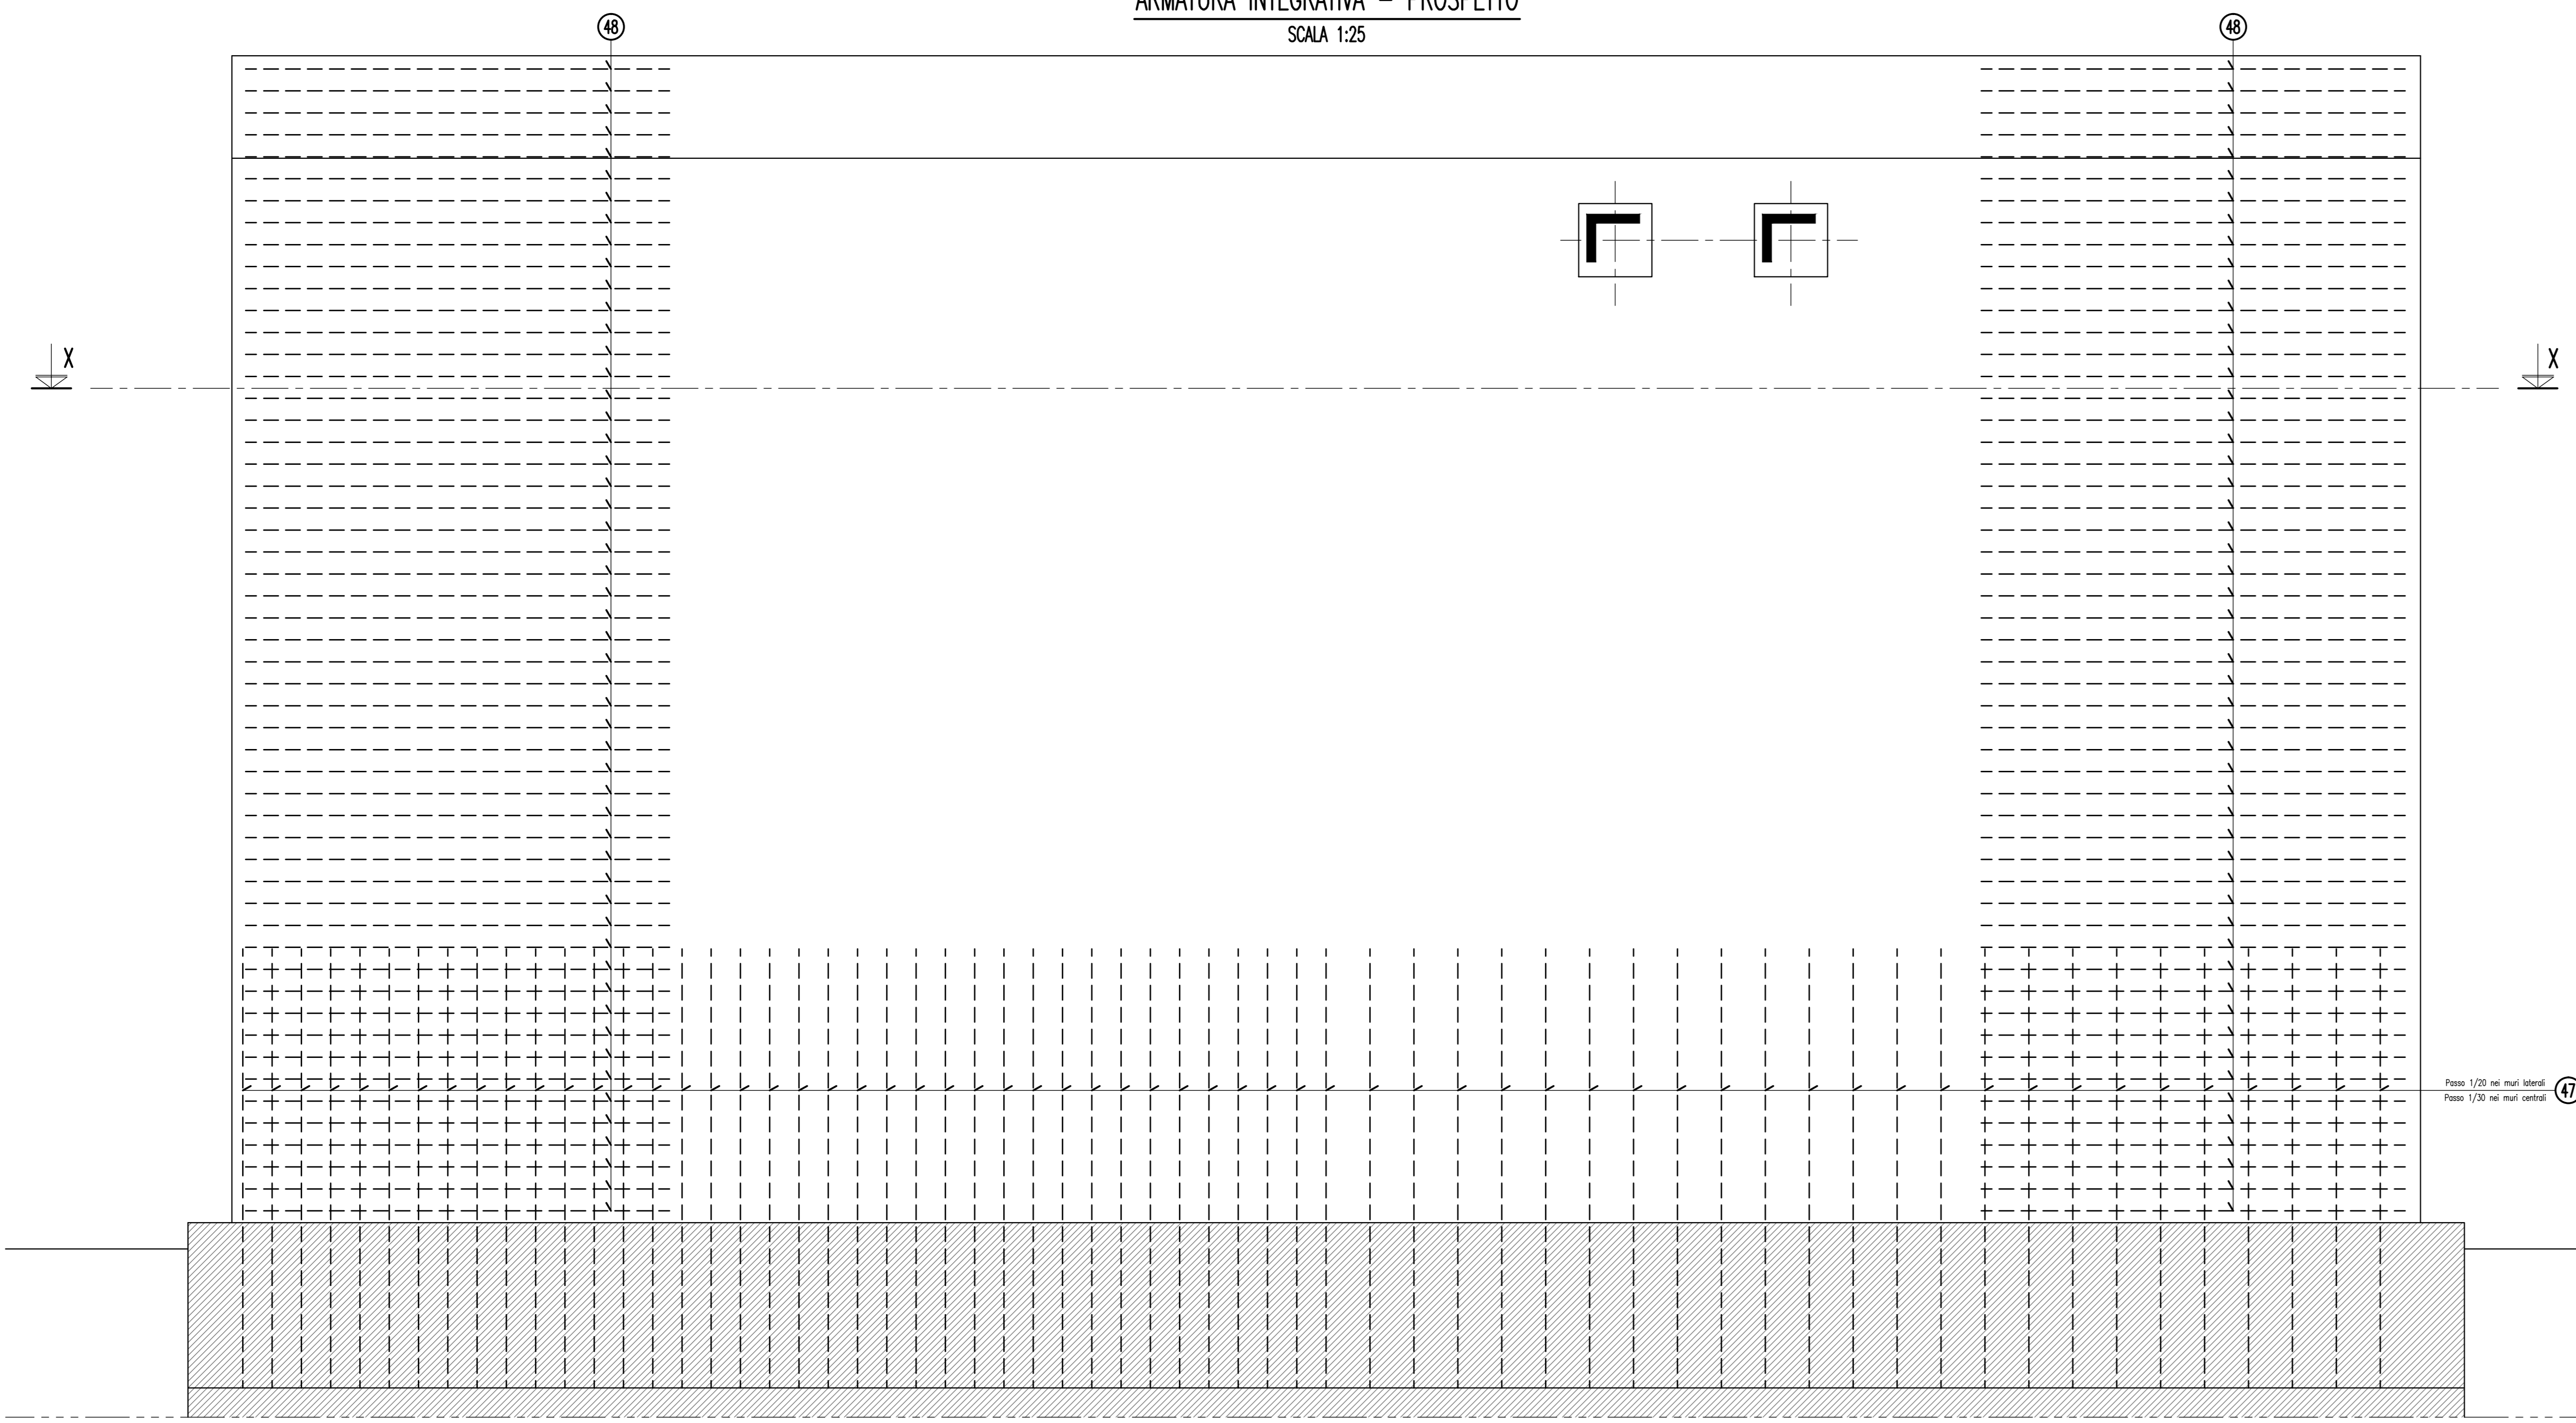 ARMATURA INTEGRATIVA - PROSPETTO
SCALA 1:25
48
48
X
X
Passo 1/20 nei muri laterali
Passo 1/30 nei muri centrali
47